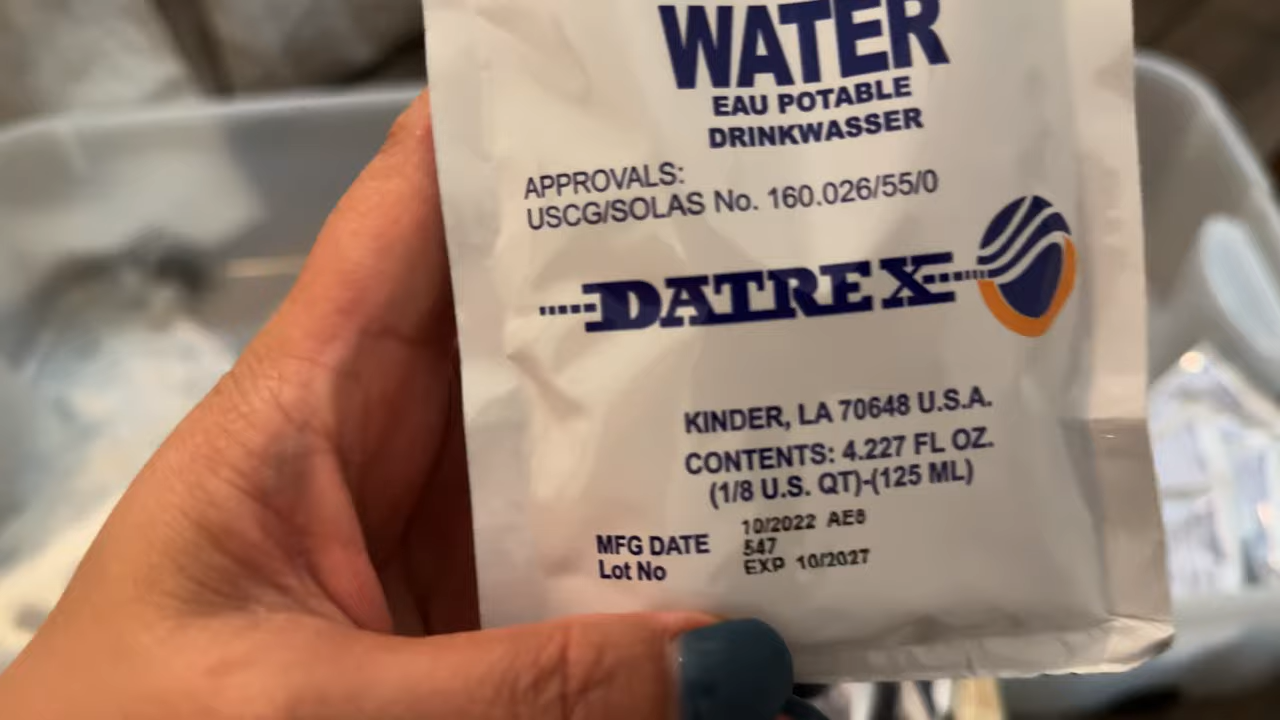 WATER
EAU POTABLE
DRINKWASSER
APPROVALS:
USCG/SOLAS No. 160.026/55/0
DATREX
KINDER, LA 70648 U.S.A.
CONTENTS: 4.227 FL OZ.
(1/8 U.S. QT)-(125 ML)
MFG DATE 10/2022 AE8
Lot No 547
EXP 10/2027